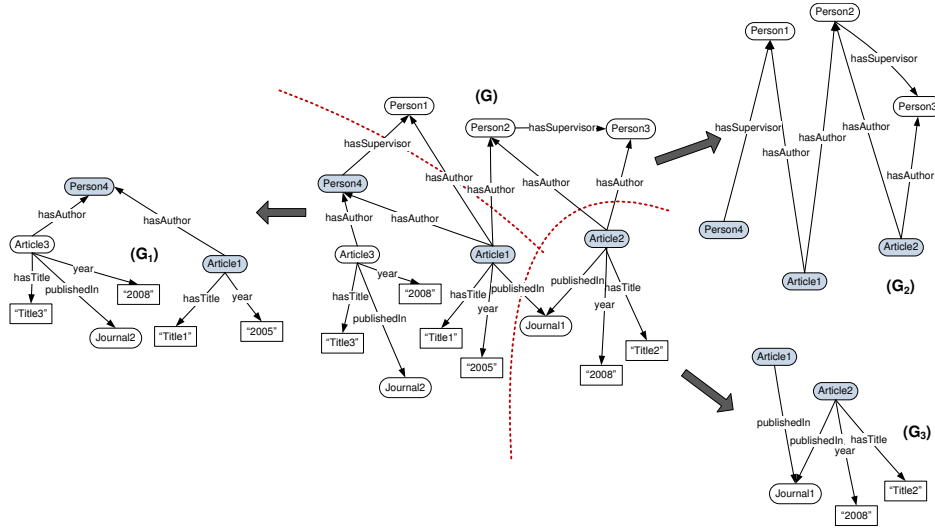 Person4
hasAuthor
hasAuthor
Article3
(G1)
Article1
hasTitle
year
publishedIn
"2008"
hasTitle
year
"Title3"
Journal2
"Title1"
"2005"
(G)
Person1
Person2
hasSupervisor
Person3
hasSupervisor
Person4
hasAuthor
hasAuthor
hasAuthor
hasAuthor
hasAuthor
hasAuthor
Article3
Article1
Article2
year
hasTitle
"2008"
publishedIn
hasTitle
year
publishedIn
publishedIn
year
hasTitle
"Title3"
"Title1"
Journal1
"Title2"
"2005"
"2008"
Journal2
Person2
Person1
hasSupervisor
Person3
hasSupervisor
hasAuthor
hasAuthor
hasAuthor
hasAuthor
Person4
Article2
Article1
(G2)
Article1
Article2
publishedIn
publishedIn
hasTitle
year
(G3)
Journal1
"Title2"
"2008"